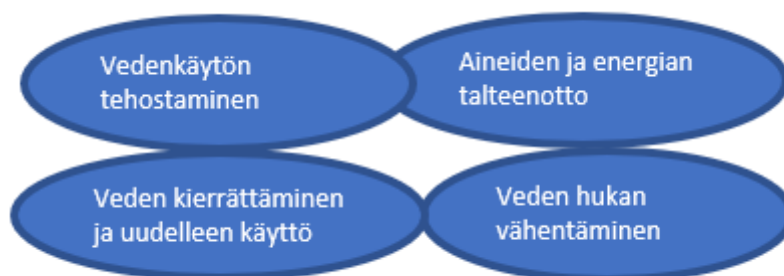 Vedenkäytön
tehostaminen
Aineiden ja energian
talteenotto
Veden kierrättäminen
ja uudelleen käyttö
Veden hukan
vähentäminen